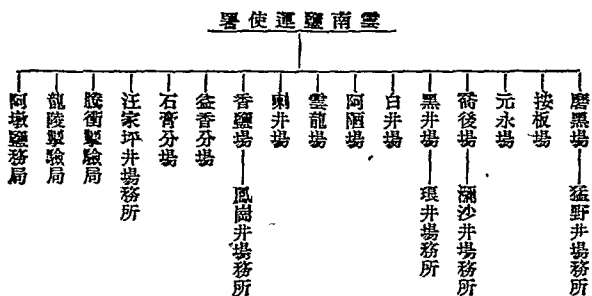 雲南鹽運使署
磨黑場
猛野井場務所
按板場
元永場
喬後場
瀰沙井場務所
黑井場
琅井場務所
白井場
阿陋場
雲龍場
喇井場
香鹽場
鳳崗井場務所
益香分場
石膏分場
汪家坪井場務所
騰衝掣驗局
龍陵掣驗局
阿墩鹽務局